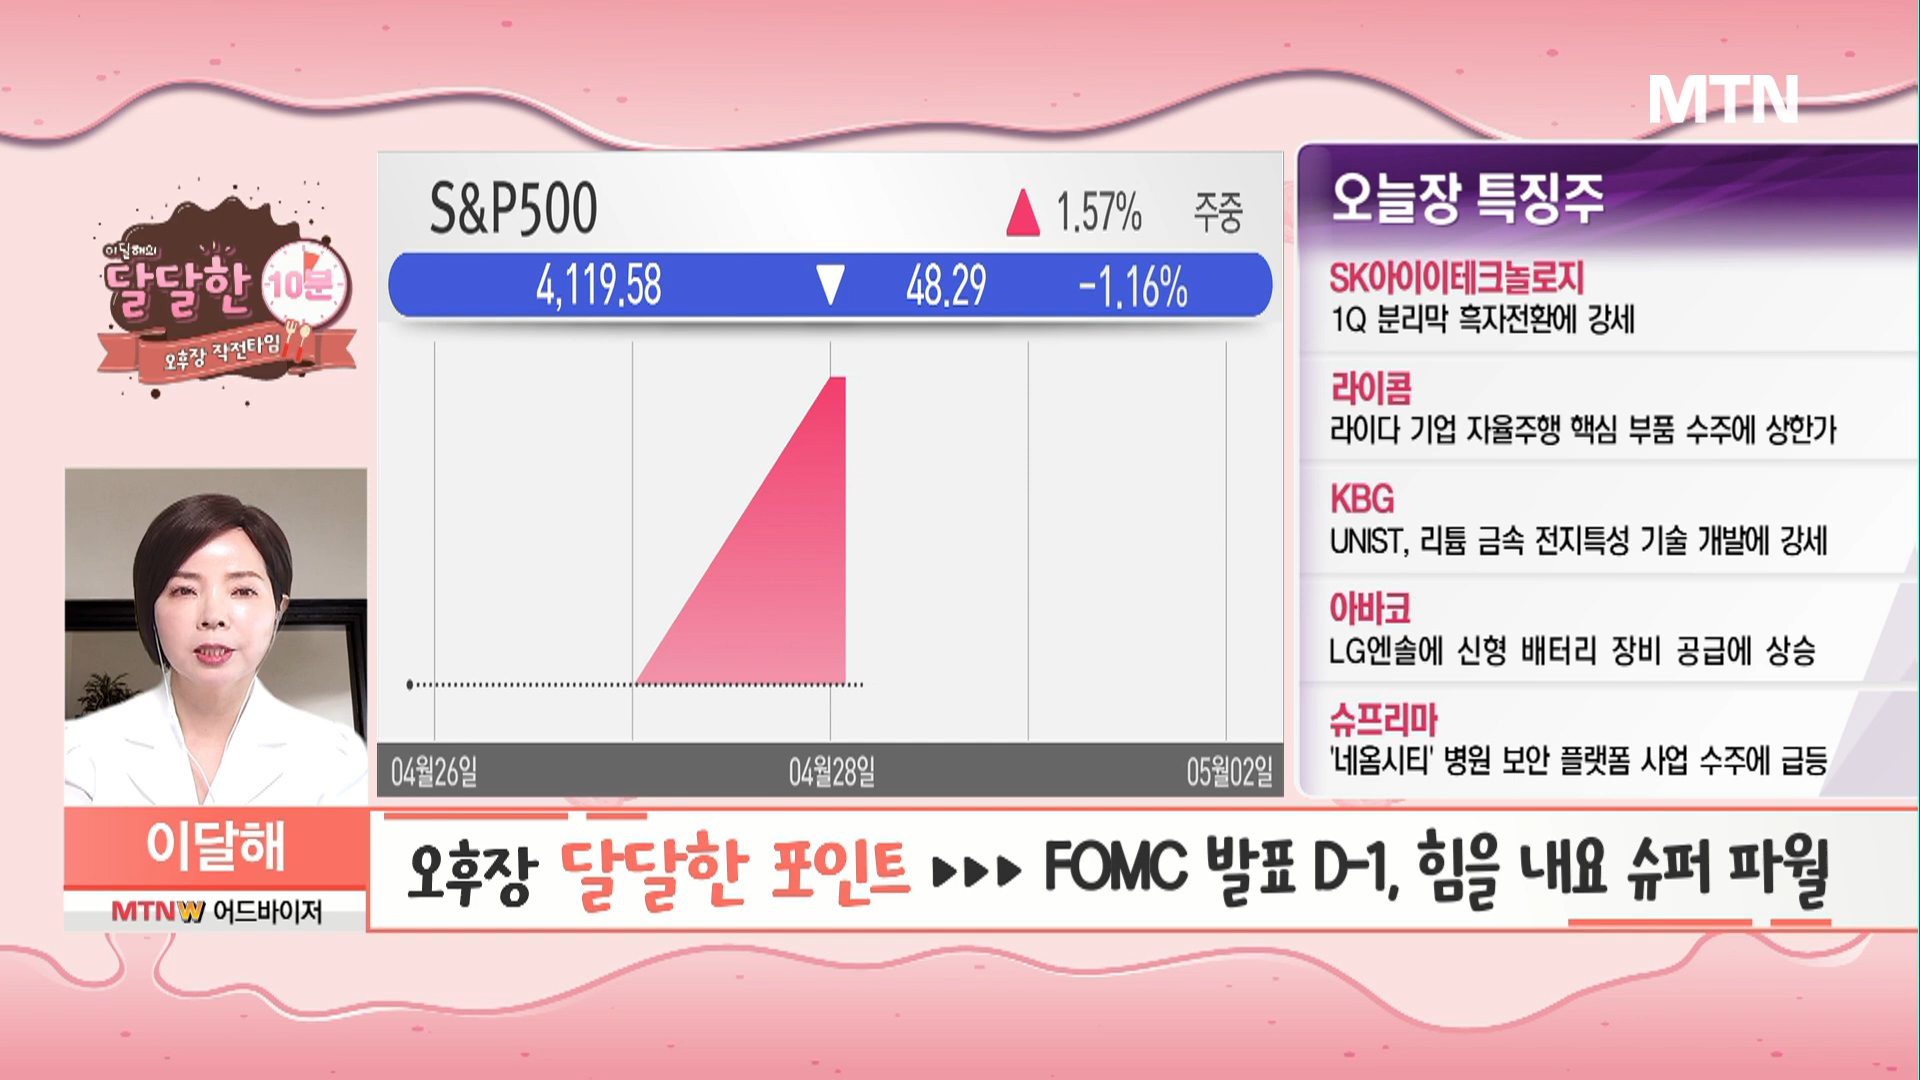 MTN
이달해의
달달한 10분
오후장 작전타임
S&P500 ▲ 1.57% 주중
4,119.58 ▼ 48.29 -1.16%
04월26일 04월28일 05월02일
오늘장 특징주
SK아이이테크놀로지
1Q 분리막 흑자전환에 강세
라이콤
라이다 기업 자율주행 핵심 부품 수주에 상한가
KBG
UNIST, 리튬 금속 전지특성 기술 개발에 강세
아바코
LG엔솔에 신형 배터리 장비 공급에 상승
슈프리마
'네옴시티' 병원 보안 플랫폼 사업 수주에 급등
이달해
MTNW 어드바이저
오후장 달달한 포인트 ▶▶▶ FOMC 발표 D-1, 힘을 내요 슈퍼 파월